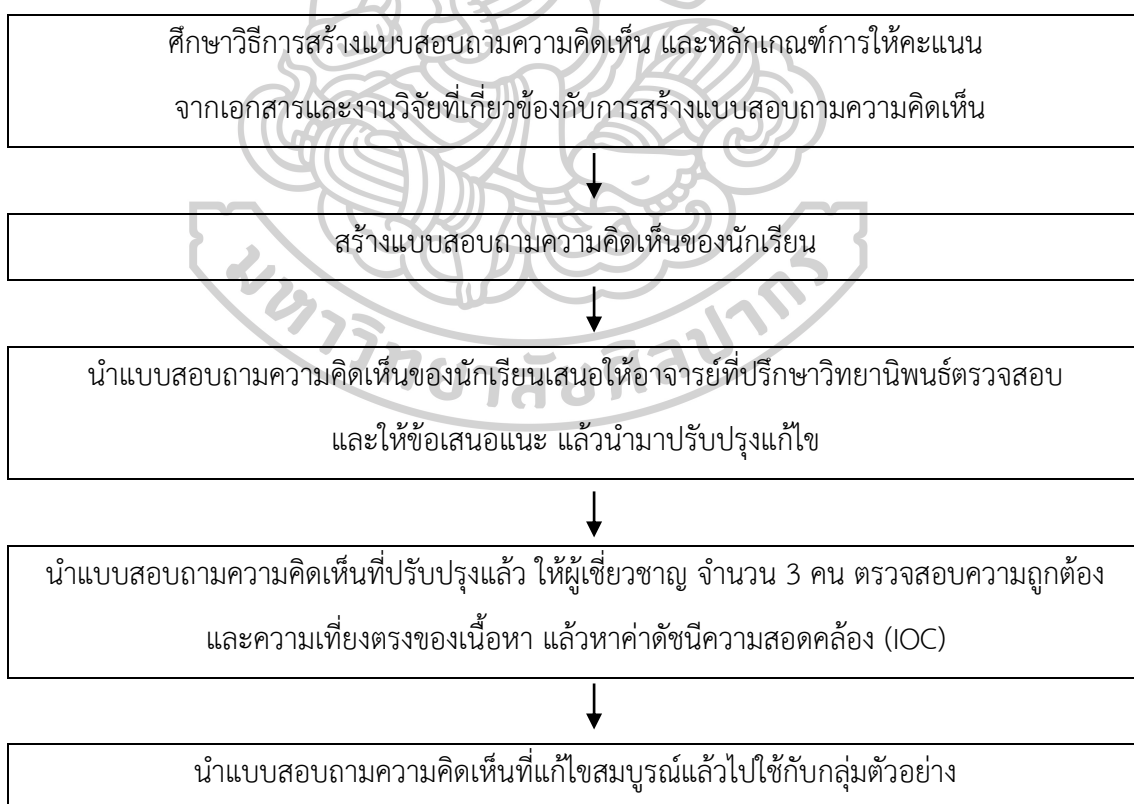 ศึกษาวิธีการสร้างแบบสอบถามความคิดเห็น และหลักเกณฑ์การให้คะแนน
จากเอกสารและงานวิจัยที่เกี่ยวข้องกับการสร้างแบบสอบถามความคิดเห็น
สร้างแบบสอบถามความคิดเห็นของนักเรียน
มหาวิทยาลัยศิลปากร
นำแบบสอบถามความคิดเห็นของนักเรียนเสนอให้อาจารย์ที่ปรึกษาวิทยานิพนธ์ตรวจสอบ
และให้ข้อเสนอแนะ แล้วนำมาปรับปรุงแก้ไข
นำแบบสอบถามความคิดเห็นที่ปรับปรุงแล้ว ให้ผู้เชี่ยวชาญ จำนวน 3 คน ตรวจสอบความถูกต้อง
และความเที่ยงตรงของเนื้อหา แล้วหาค่าดัชนีความสอดคล้อง (IOC)
นำแบบสอบถามความคิดเห็นที่แก้ไขสมบูรณ์แล้วไปใช้กับกลุ่มตัวอย่าง